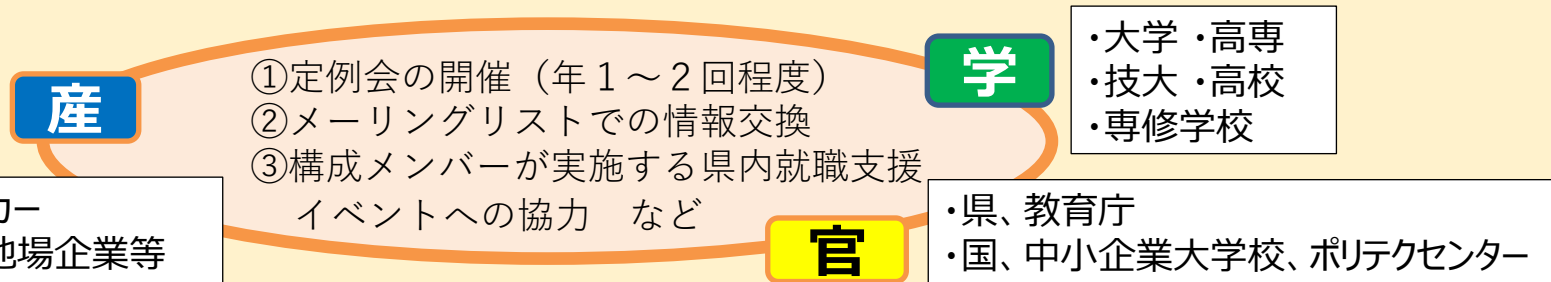 産
①定例会の開催（年１～２回程度）
②メーリングリストでの情報交換
③構成メンバーが実施する県内就職支援
イベントへの協力　など
学
・大学 ・高専
・技大 ・高校
・専修学校
地場企業等
官
・県、教育庁
・国、中小企業大学校、ポリテクセンター